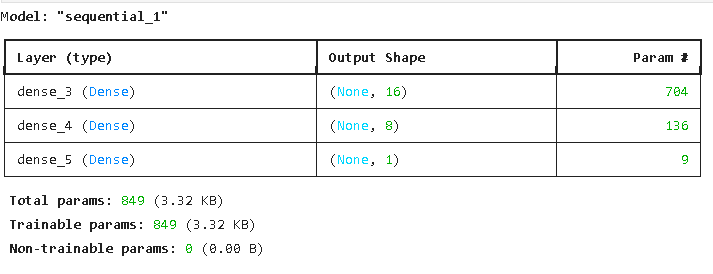 Model: "sequential_1"
Layer (type) Output Shape Param #
dense_3 (Dense) (None, 16) 704
dense_4 (Dense) (None, 8) 136
dense_5 (Dense) (None, 1) 9
Total params: 849 (3.32 KB)
Trainable params: 849 (3.32 KB)
Non-trainable params: 0 (0.00 B)